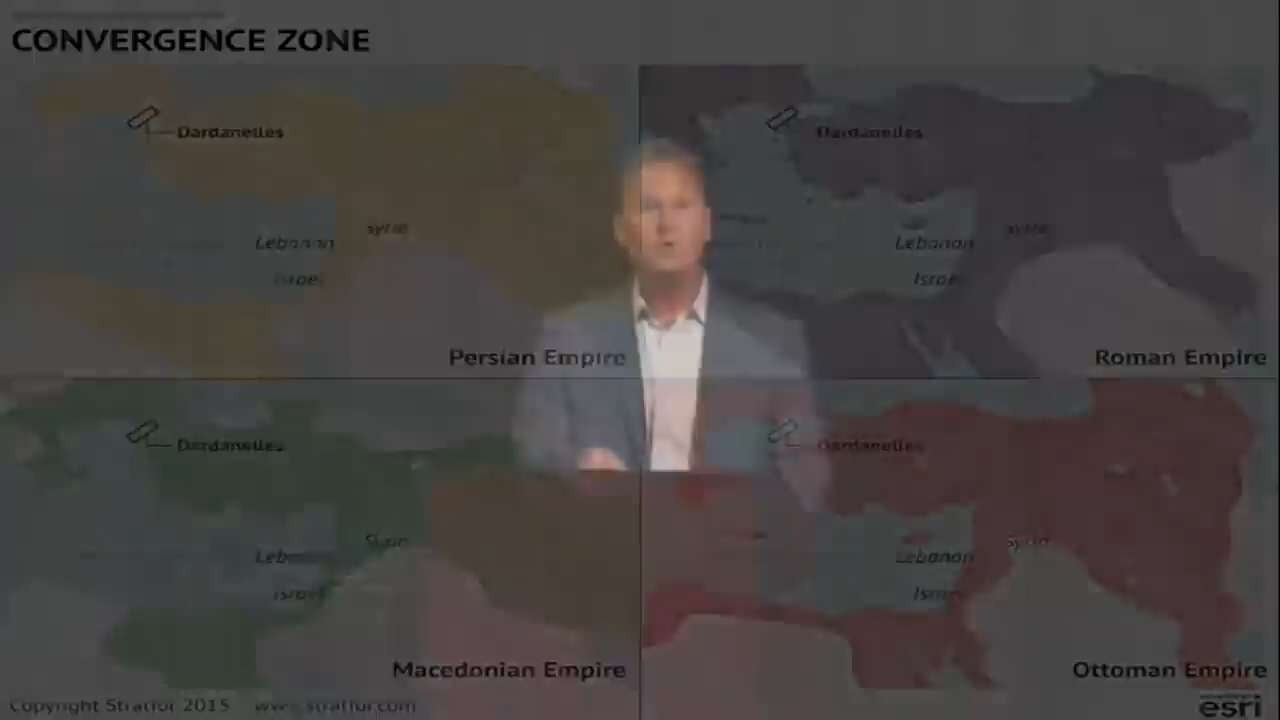 CONVERGENCE ZONE
Dardanelles
Syria
Lebanon
Israel
Persian Empire
Dardanelles
Syria
Lebanon
Israel
Roman Empire
Dardanelles
Syria
Lebanon
Israel
Macedonian Empire
Dardanelles
Syria
Lebanon
Israel
Ottoman Empire
Copyright Stratfor 2015 www.stratfor.com
esri